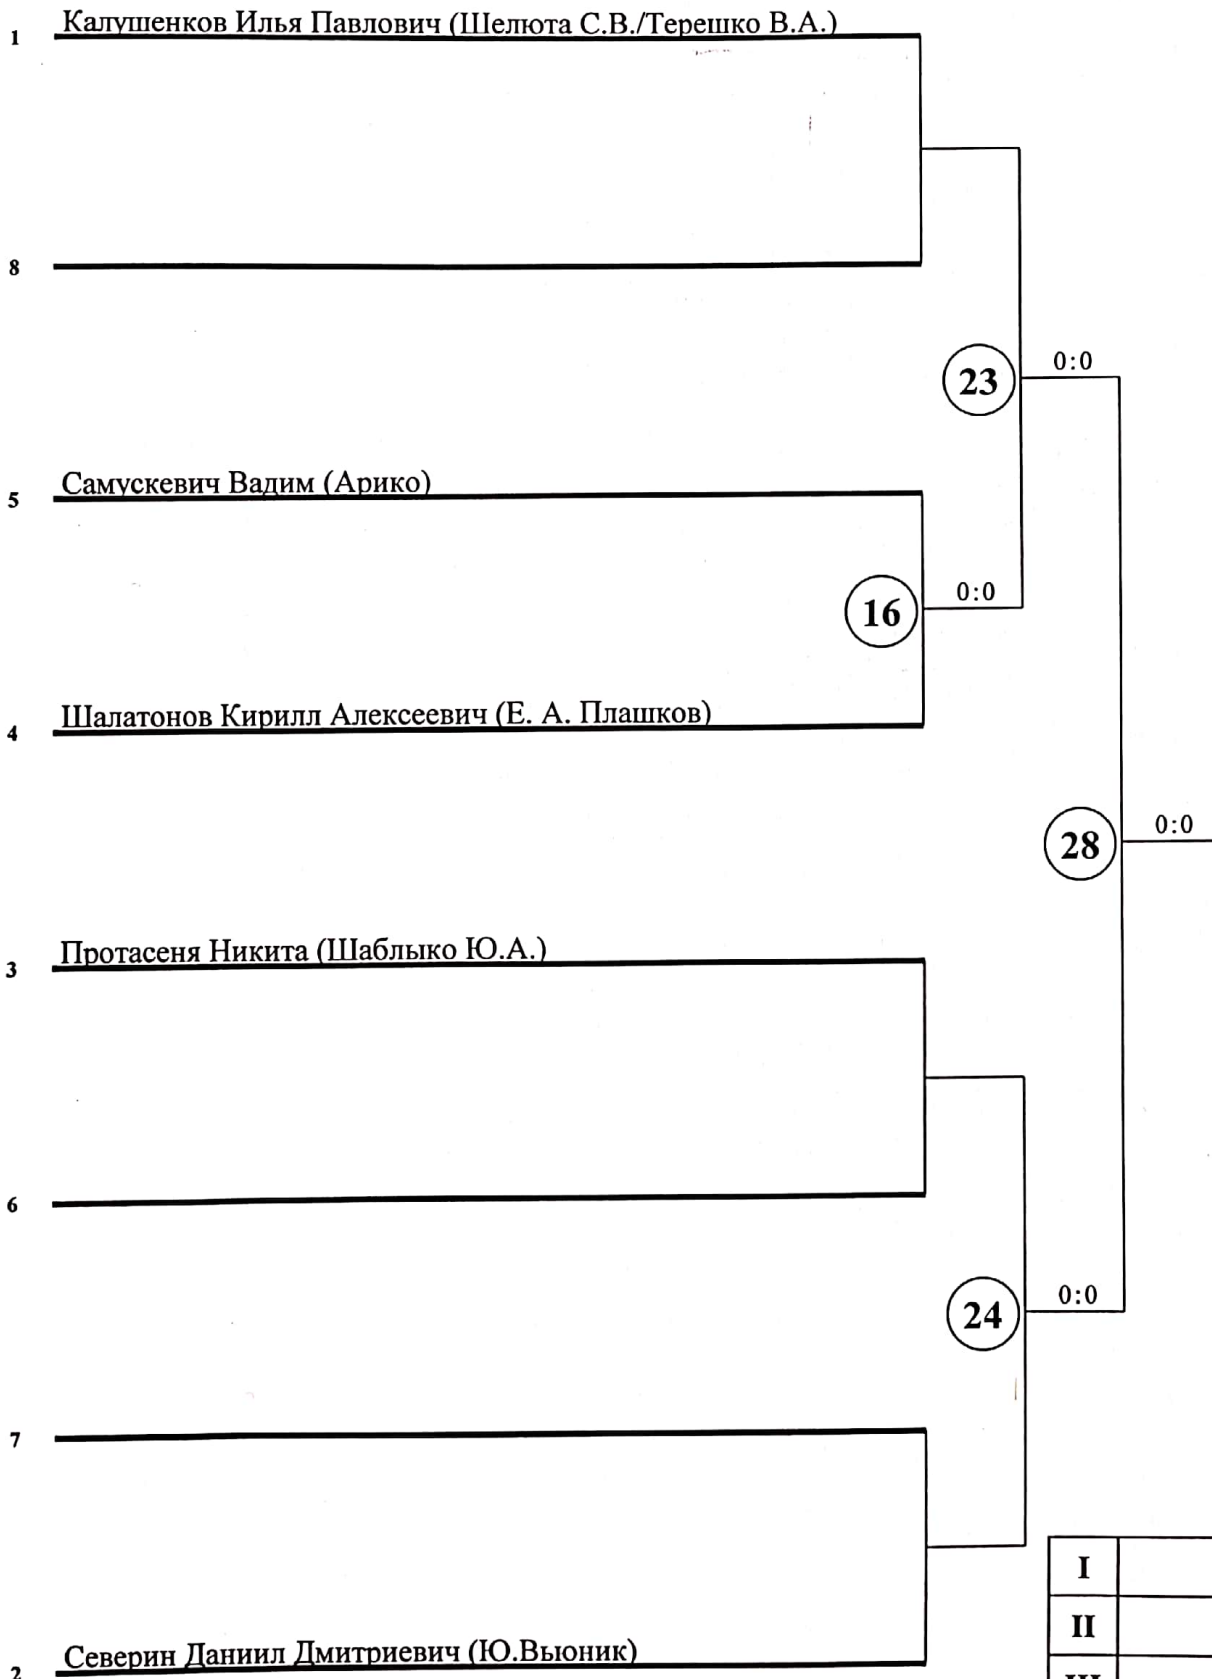 1 Калушенков Илья Павлович (Шелюта С.В./Терешко В.А.)
8
23 0:0
5 Самускевич Вадим (Арико)
16 0:0
4 Шалатонов Кирилл Алексеевич (Е. А. Плашков)
28 0:0
3 Протасеня Никита (Шаблыко Ю.А.)
6
24 0:0
7
I
II
2 Северин Даниил Дмитриевич (Ю.Вьюник)
III